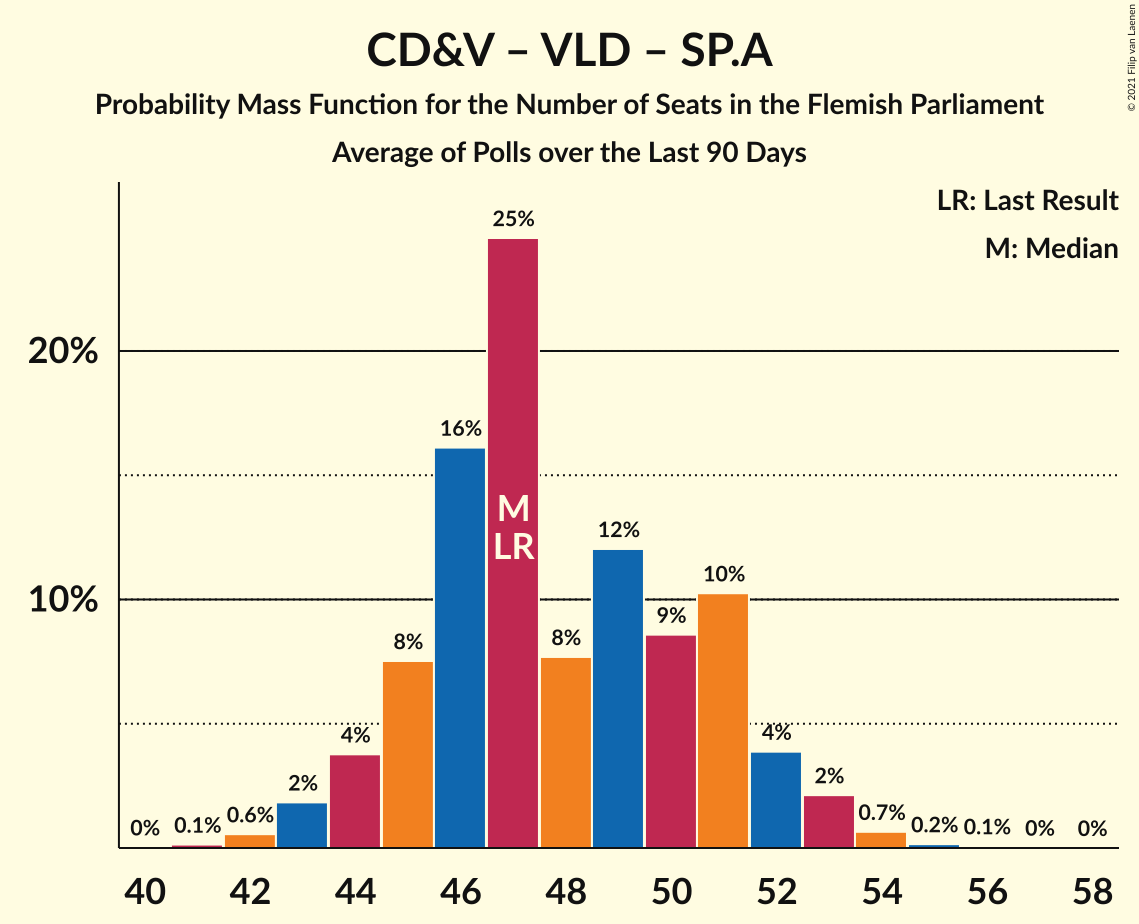 CD&V – VLD – SP.A
Probability Mass Function for the Number of Seats in the Flemish Parliament
Average of Polls over the Last 90 Days
© 2021 Filip van Laenen
LR: Last Result
M: Median
20%
10%
0%
0.1%
0.6%
2%
4%
8%
16%
25%
M
LR
8%
12%
9%
10%
4%
2%
0.7%
0.2%
0.1%
0%
0%
40 42 44 46 48 50 52 54 56 58